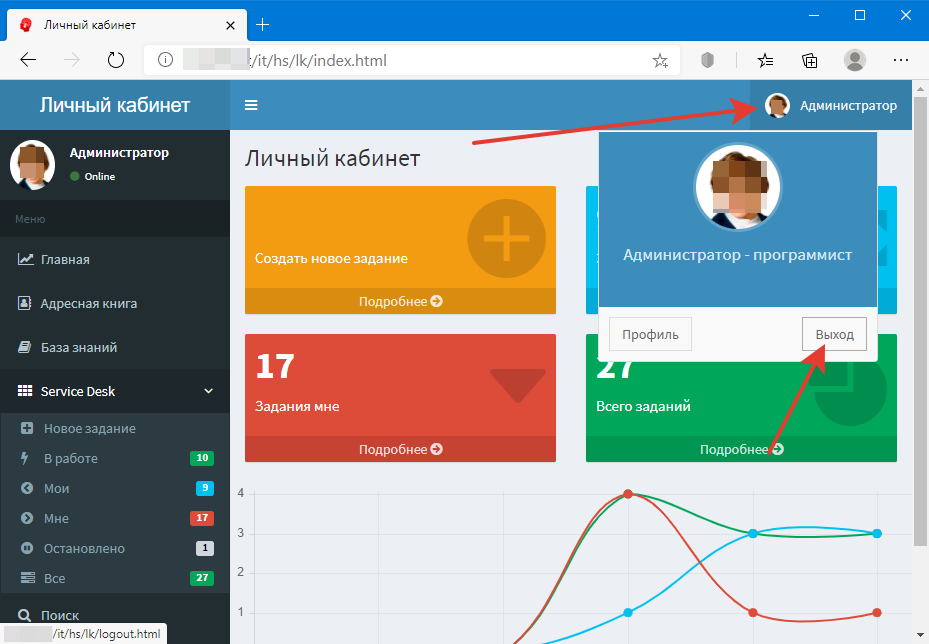 Личный кабинет
/it/hs/lk/index.html
Личный кабинет
Администратор
Администратор
Online
Меню
Главная
Адресная книга
База знаний
Service Desk
Новое задание
В работе 10
Мои 9
Мне 17
Остановлено 1
Все 27
Поиск
/it/hs/lk/logout.html
Личный кабинет
Создать новое задание
Подробнее
Администратор - программист
Профиль
Выход
17
Задания мне
Подробнее
27
Всего заданий
Подробнее
4
3
2
1